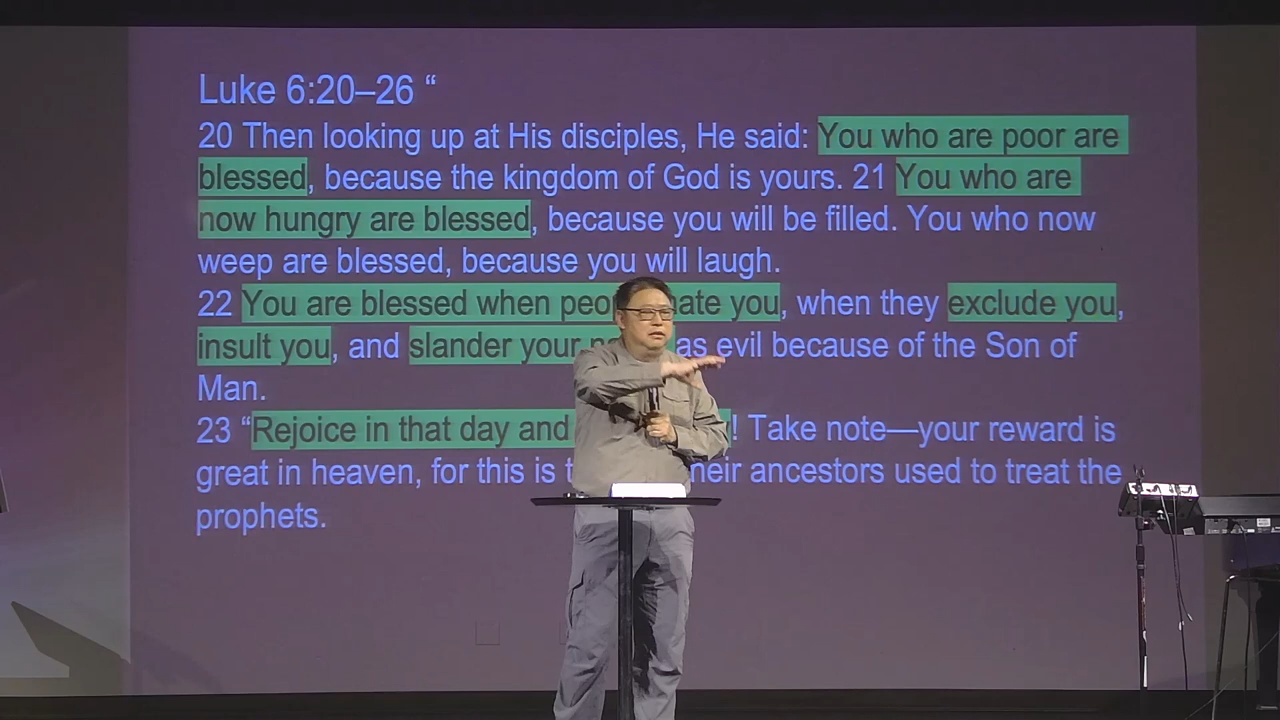 Luke 6:20–26 “
20 Then looking up at His disciples, He said: You who are poor are
blessed, because the kingdom of God is yours. 21 You who are
now hungry are blessed, because you will be filled. You who now
weep are blessed, because you will laugh.
22 You are blessed when hate you, when they exclude you,
insult you, and slander your as evil because of the Son of
Man.
23 “Rejoice in that day and ! Take note—your reward is
great in heaven, for this is ancestors used to treat the
prophets.